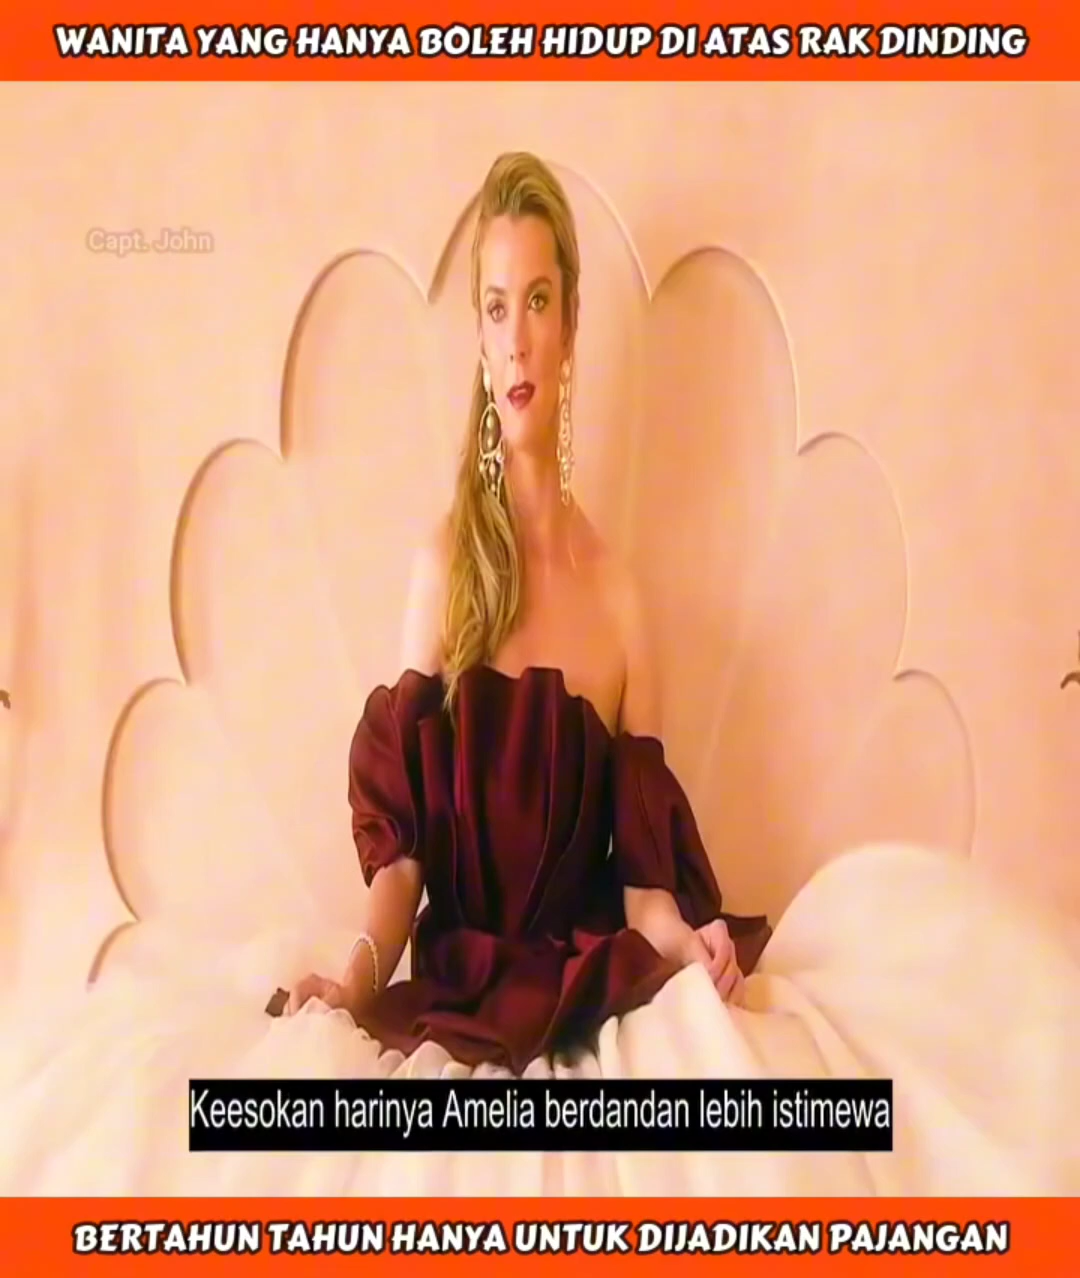 WANITA YANG HANYA BOLEH HIDUP DI ATAS RAK DINDING
Capt. John
Keesokan harinya Amelia berdandan lebih istimewa
BERTAHUN TAHUN HANYA UNTUK DIJADIKAN PAJANGAN